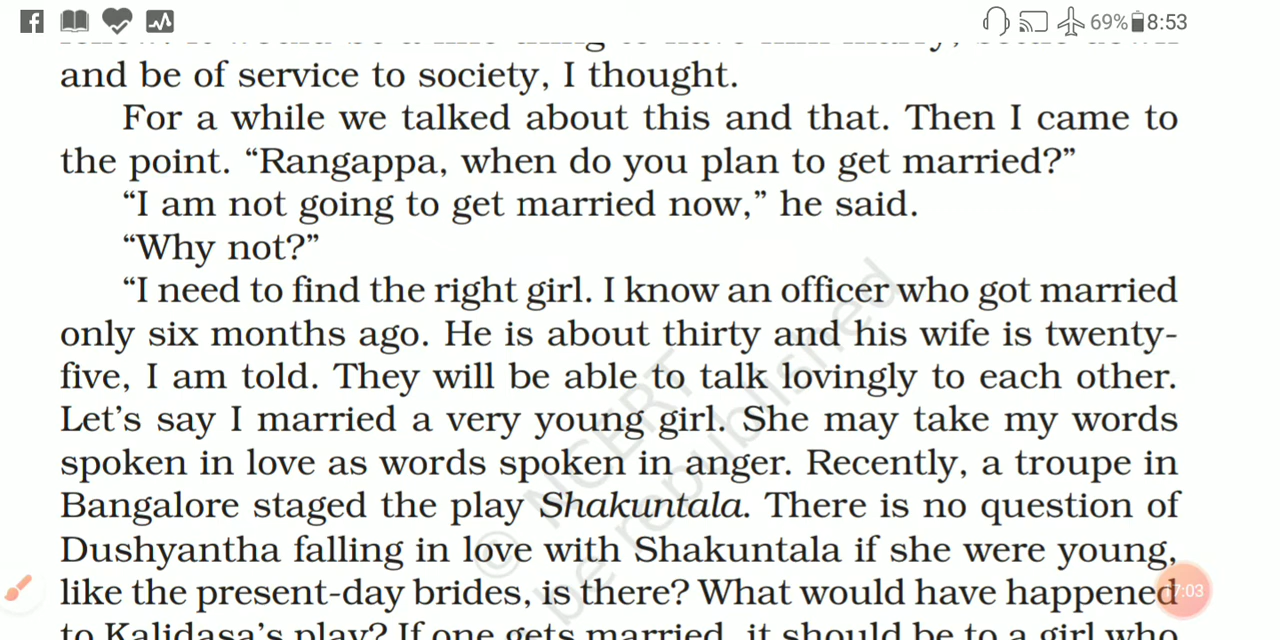 69% 8:53
and be of service to society, I thought.
For a while we talked about this and that. Then I came to
the point. “Rangappa, when do you plan to get married?”
“I am not going to get married now,” he said.
“Why not?”
“I need to find the right girl. I know an officer who got married
only six months ago. He is about thirty and his wife is twenty-
five, I am told. They will be able to talk lovingly to each other.
Let’s say I married a very young girl. She may take my words
spoken in love as words spoken in anger. Recently, a troupe in
Bangalore staged the play Shakuntala. There is no question of
Dushyantha falling in love with Shakuntala if she were young,
like the present-day brides, is there? What would have happened
to Kalidasa’s play? If one gets married, it should be to a girl who
17:03
© NCERT
be republished